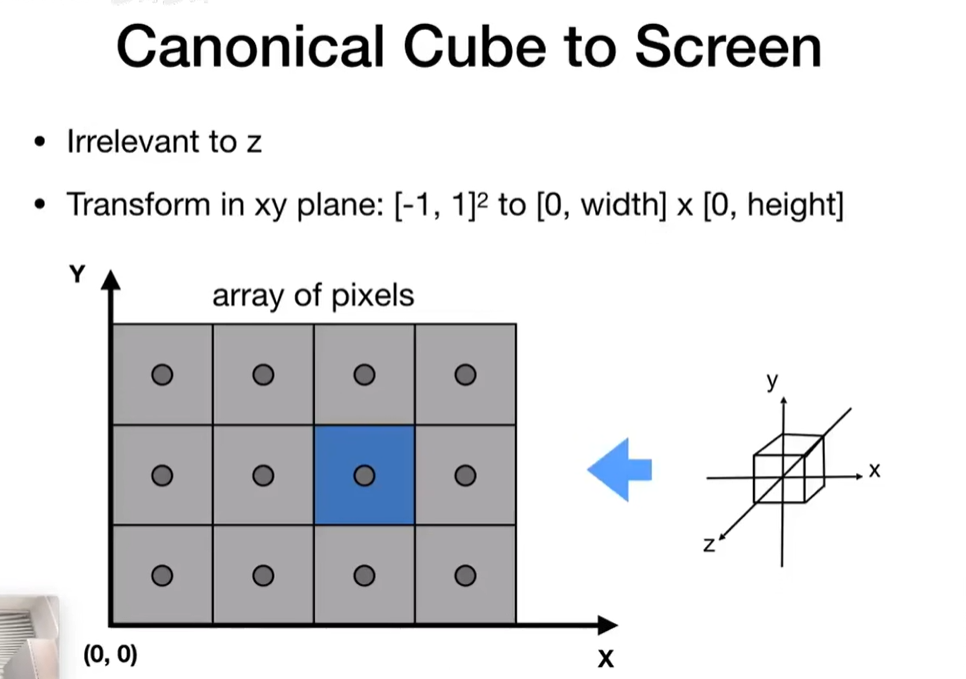 Canonical Cube to Screen
• Irrelevant to z
• Transform in xy plane: [-1, 1]² to [0, width] x [0, height]
Y
array of pixels
y
x
z
(0, 0)
X